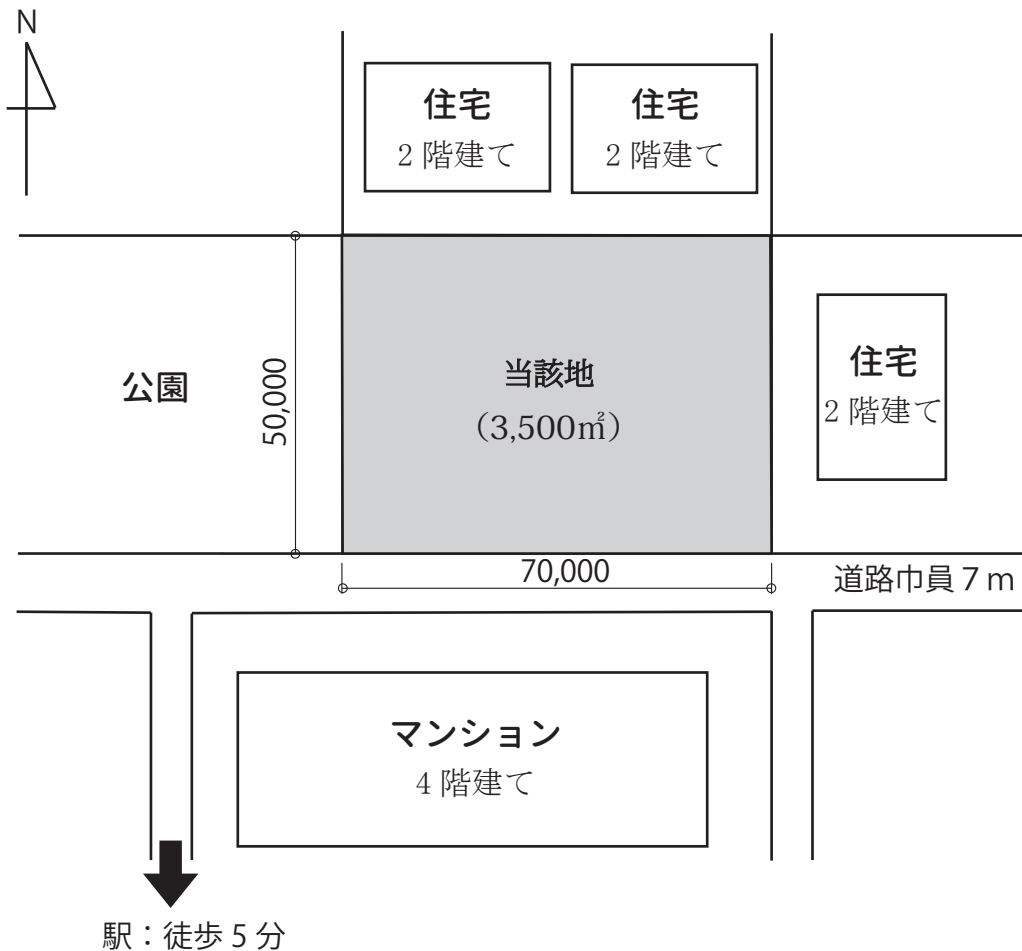 N
住宅
2 階建て
住宅
2 階建て
公園
50,000
当該地
（3,500㎡）
住宅
2 階建て
70,000
道路巾員 7 m
マンション
4 階建て
駅：徒歩 5 分